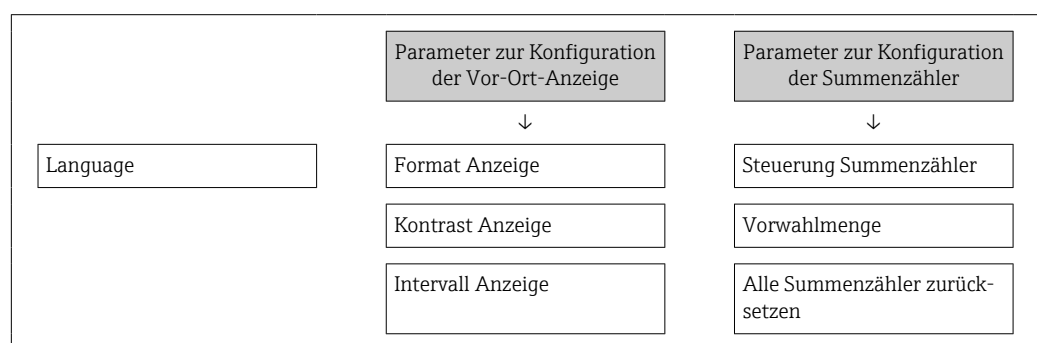 Parameter zur Konfiguration
der Vor-Ort-Anzeige
Parameter zur Konfiguration
der Summenzähler
↓
↓
Language
Format Anzeige
Steuerung Summenzähler
Kontrast Anzeige
Vorwahlmenge
Intervall Anzeige
Alle Summenzähler zurück-
setzen